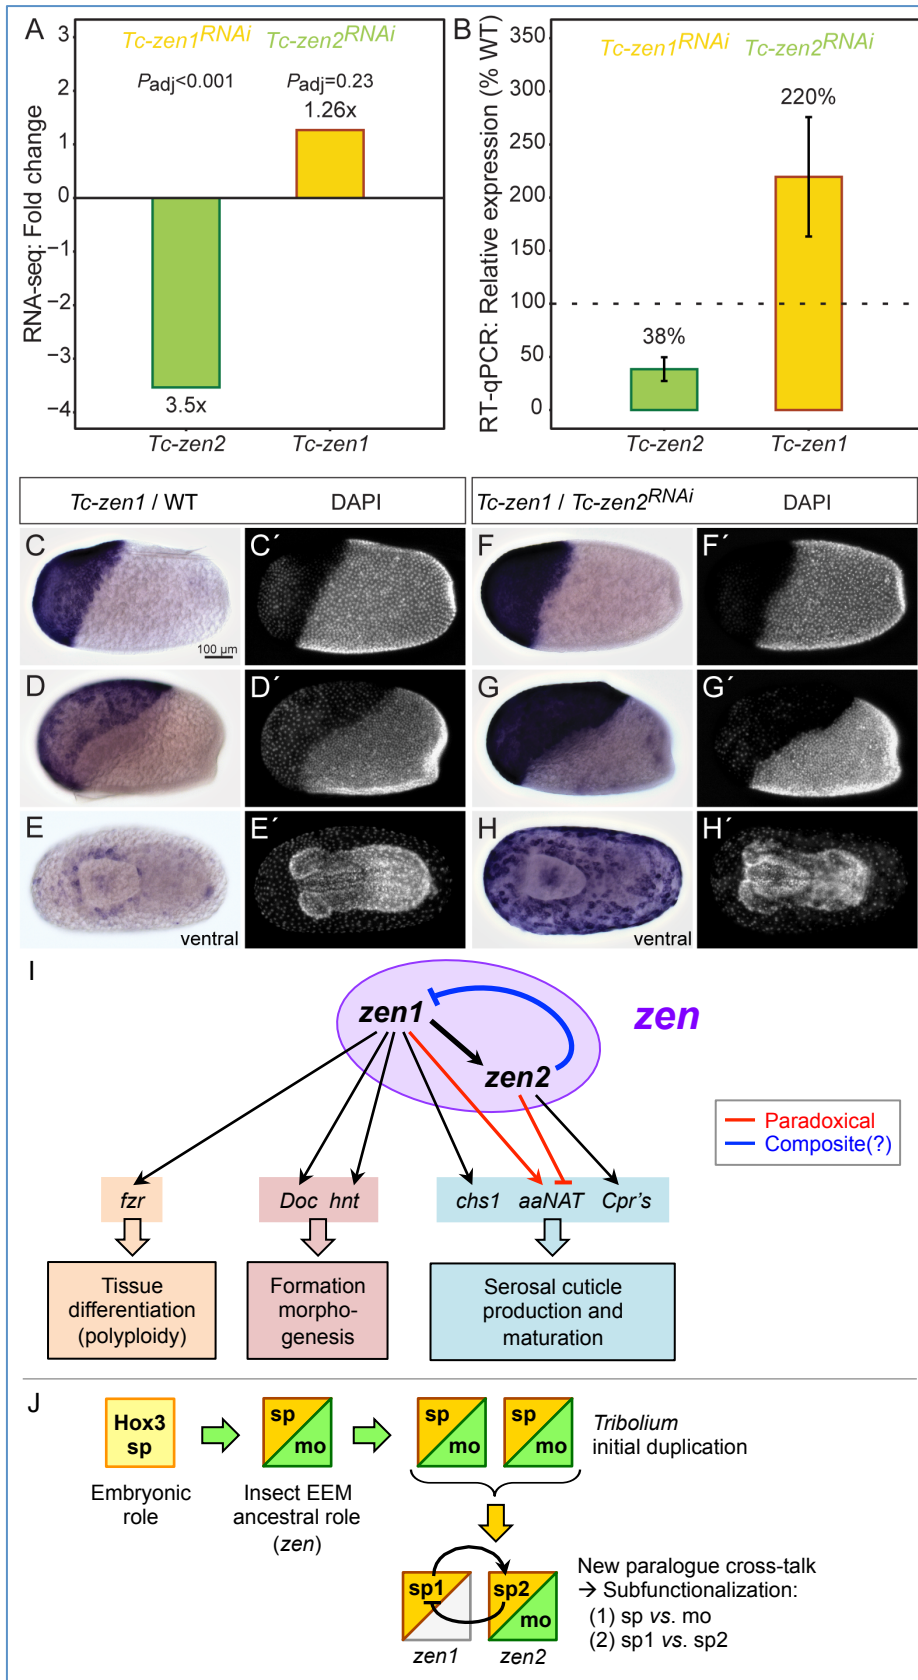 A
Tc-zen1RNAi Tc-zen2RNAi
Padj<0.001 Padj=0.23
1.26x
3
2
1
0
−1
−2
−3
−4
RNA-seq: Fold change
3.5x
Tc-zen2 Tc-zen1
B
Tc-zen1RNAi Tc-zen2RNAi
350
300
250
200
150
100
50
0
RT-qPCR: Relative expression (% WT)
220%
38%
Tc-zen2 Tc-zen1
Tc-zen1 / WT DAPI Tc-zen1 / Tc-zen2RNAi DAPI
C C´ F F´
100 µm
D D´ G G´
E E´ H H´
ventral ventral
I
zen1 zen
zen2
Paradoxical
Composite(?)
fzr Doc hnt chs1 aaNAT Cpr's
Tissue
differentiation
(polyploidy)
Formation
morpho-
genesis
Serosal cuticle
production and
maturation
J
Hox3
sp
sp
mo
sp
mo
sp
mo
Tribolium
initial duplication
Embryonic
role
Insect EEM
ancestral role
(zen)
sp1
sp2
mo
zen1 zen2
New paralogue cross-talk
→ Subfunctionalization:
(1) sp vs. mo
(2) sp1 vs. sp2